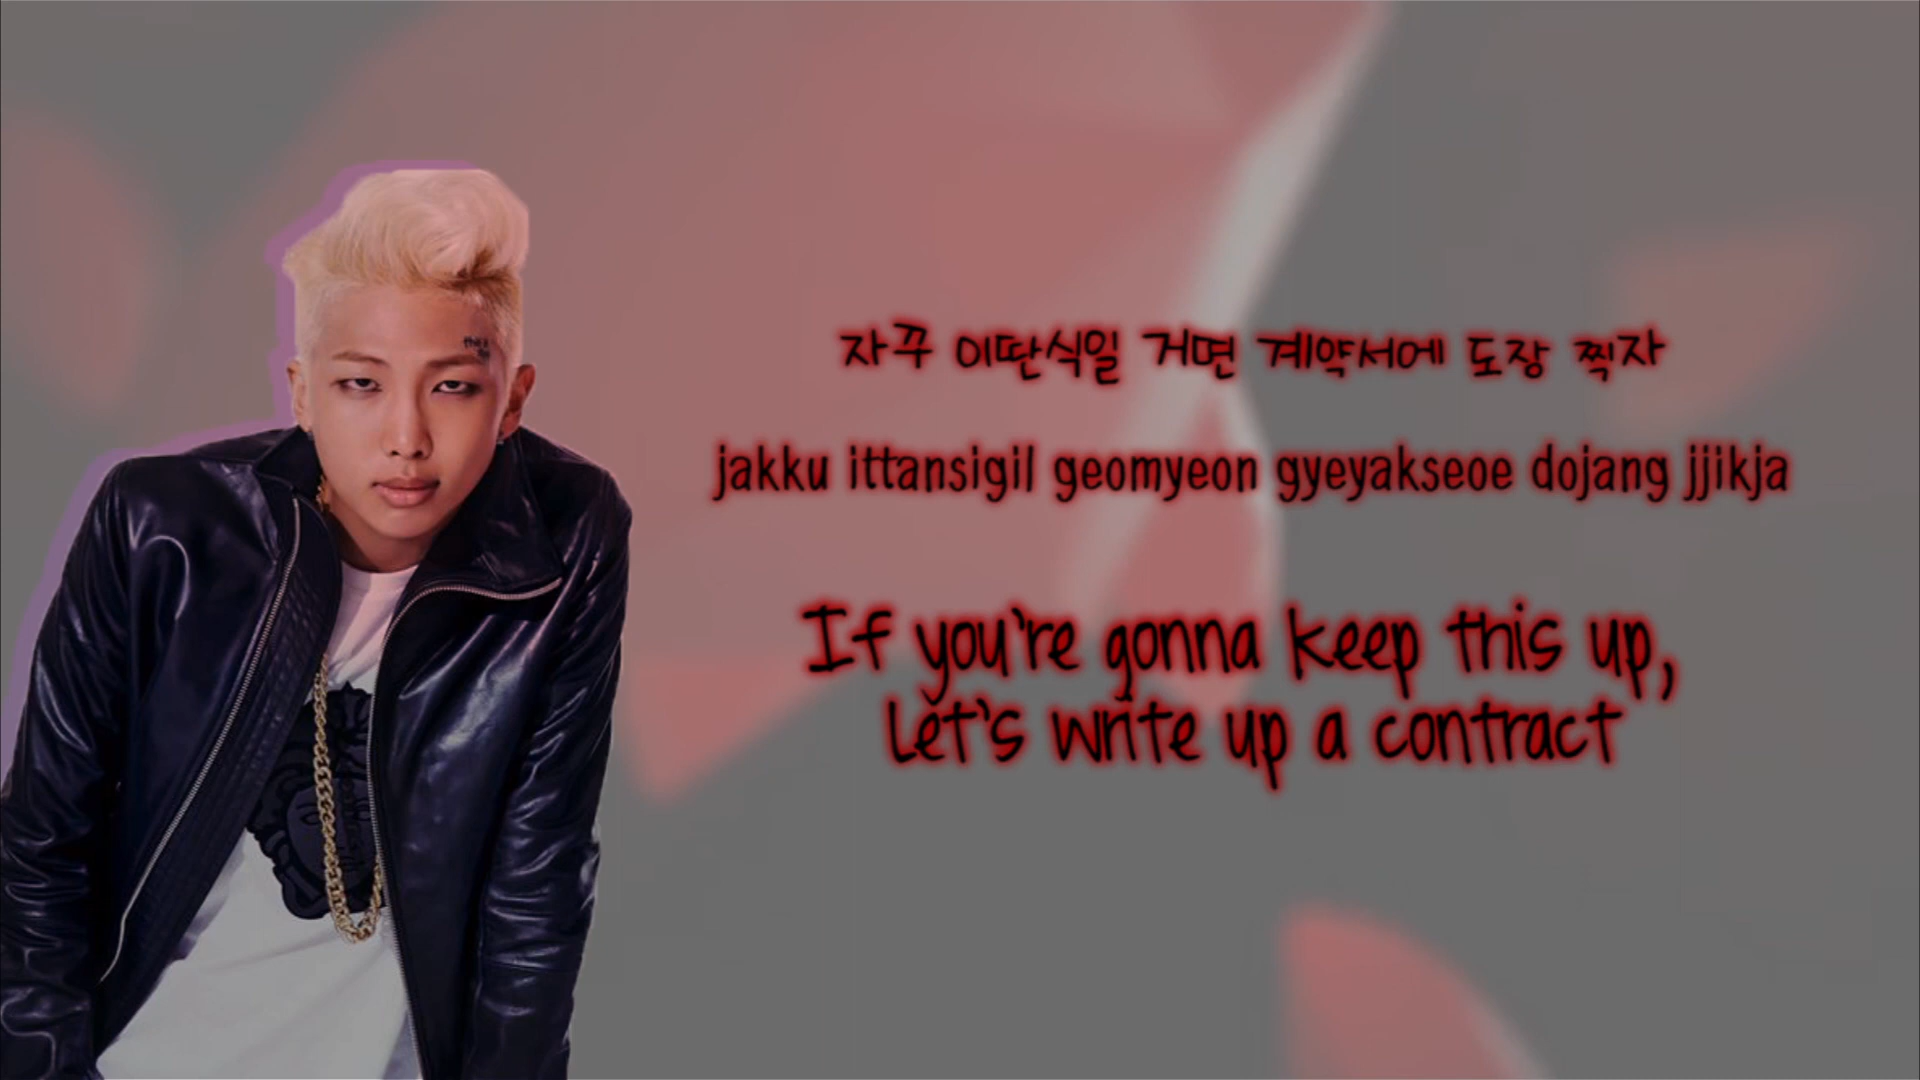 자꾸 이딴식일 거면 계약서에 도장 찍자
jakku ittansigil geomyeon gyeyakseoe dojang jjikja
If you're gonna keep this up,
Let's write up a contract